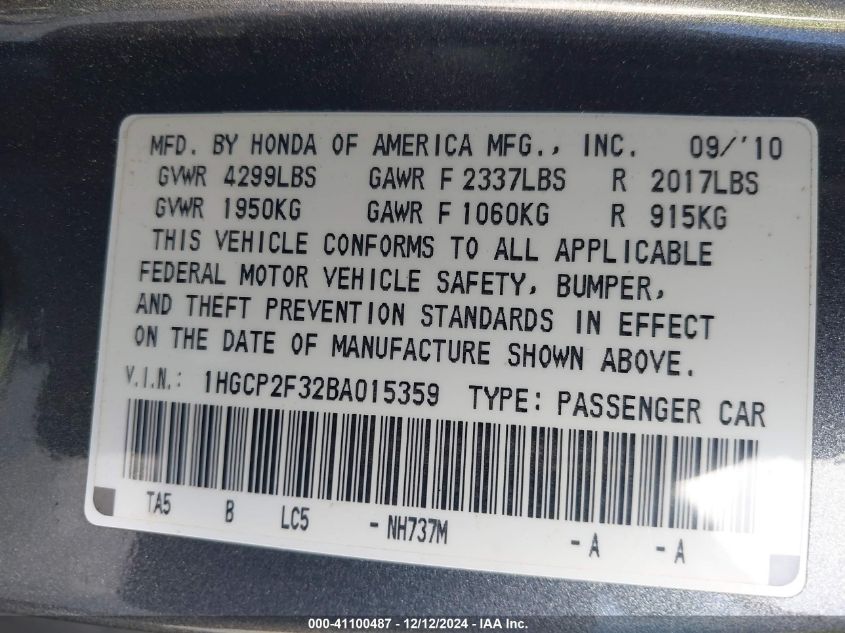 MFD. BY HONDA OF AMERICA MFG., INC. 09/'10
GVWR 4299LBS GAWR F 2337LBS R 2017LBS
GVWR 1950KG GAWR F 1060KG R 915KG
THIS VEHICLE CONFORMS TO ALL APPLICABLE
FEDERAL MOTOR VEHICLE SAFETY, BUMPER,
AND THEFT PREVENTION STANDARDS IN EFFECT
ON THE DATE OF MANUFACTURE SHOWN ABOVE.
V.I.N.: 1HGCP2F32BA015359 TYPE: PASSENGER CAR
TA5 B LC5 - NH737M - A - A
000-41100487 - 12/12/2024 - IAA Inc.